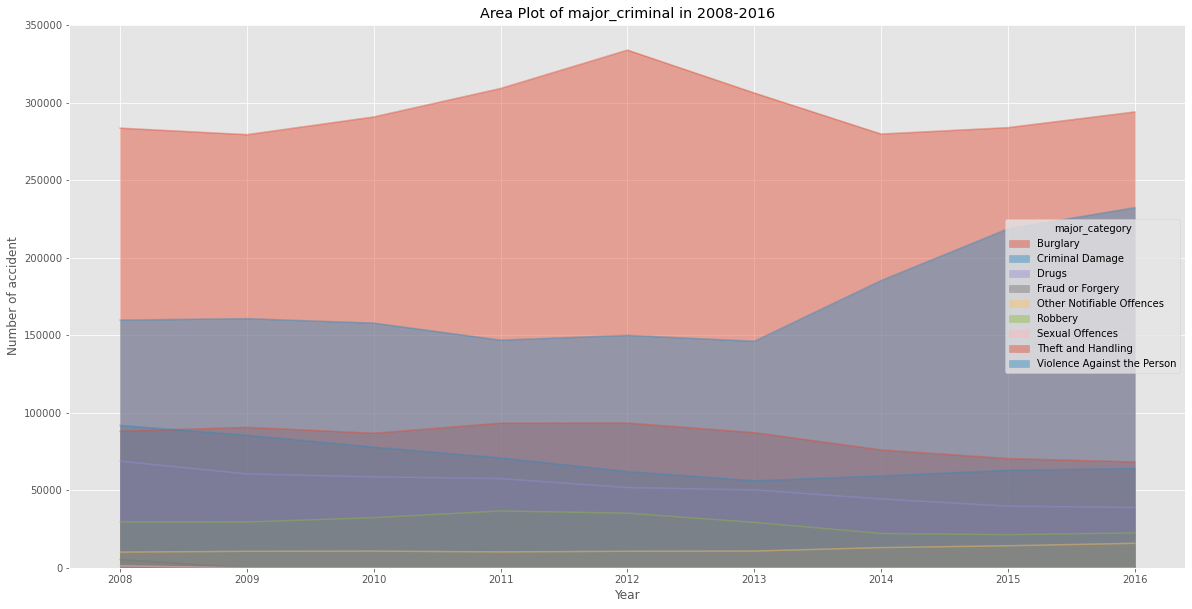 Area Plot of major_criminal in 2008-2016
350000
300000
250000
200000
150000
100000
50000
0
Number of accident
major_category
Burglary
Criminal Damage
Drugs
Fraud or Forgery
Other Notifiable Offences
Robbery
Sexual Offences
Theft and Handling
Violence Against the Person
2008 2009 2010 2011 2012 2013 2014 2015 2016
Year